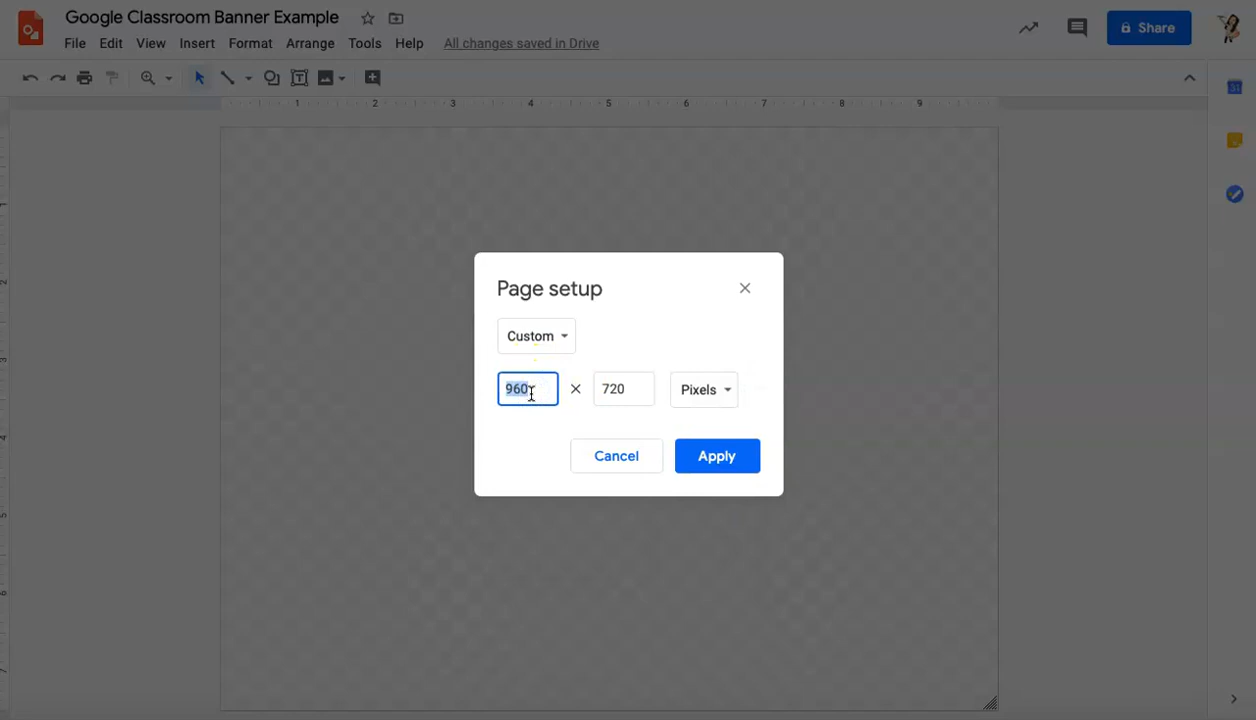 Google Classroom Banner Example
File Edit View Insert Format Arrange Tools Help All changes saved in Drive
Share
1 2 3 4 5 6 7 8 9
Page setup
Custom
960 × 720 Pixels
Cancel Apply